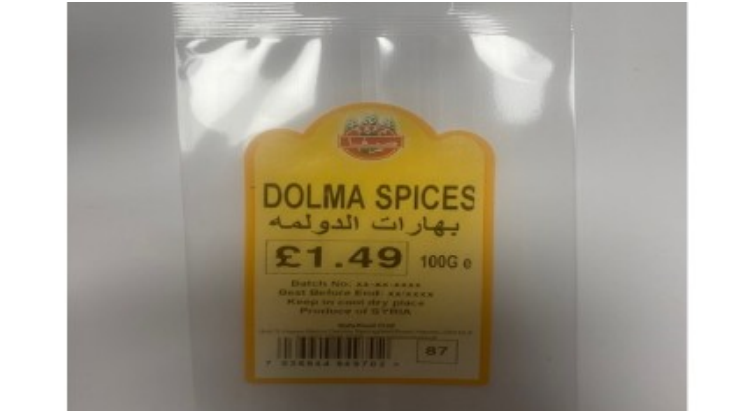 DOLMA SPICES
بهارات الدولمه
£1.49 100G e
Batch No: xx-xx-xxxx
Best Before End: xx/xxxx
Keep in cool dry place
Produce of SYRIA
87